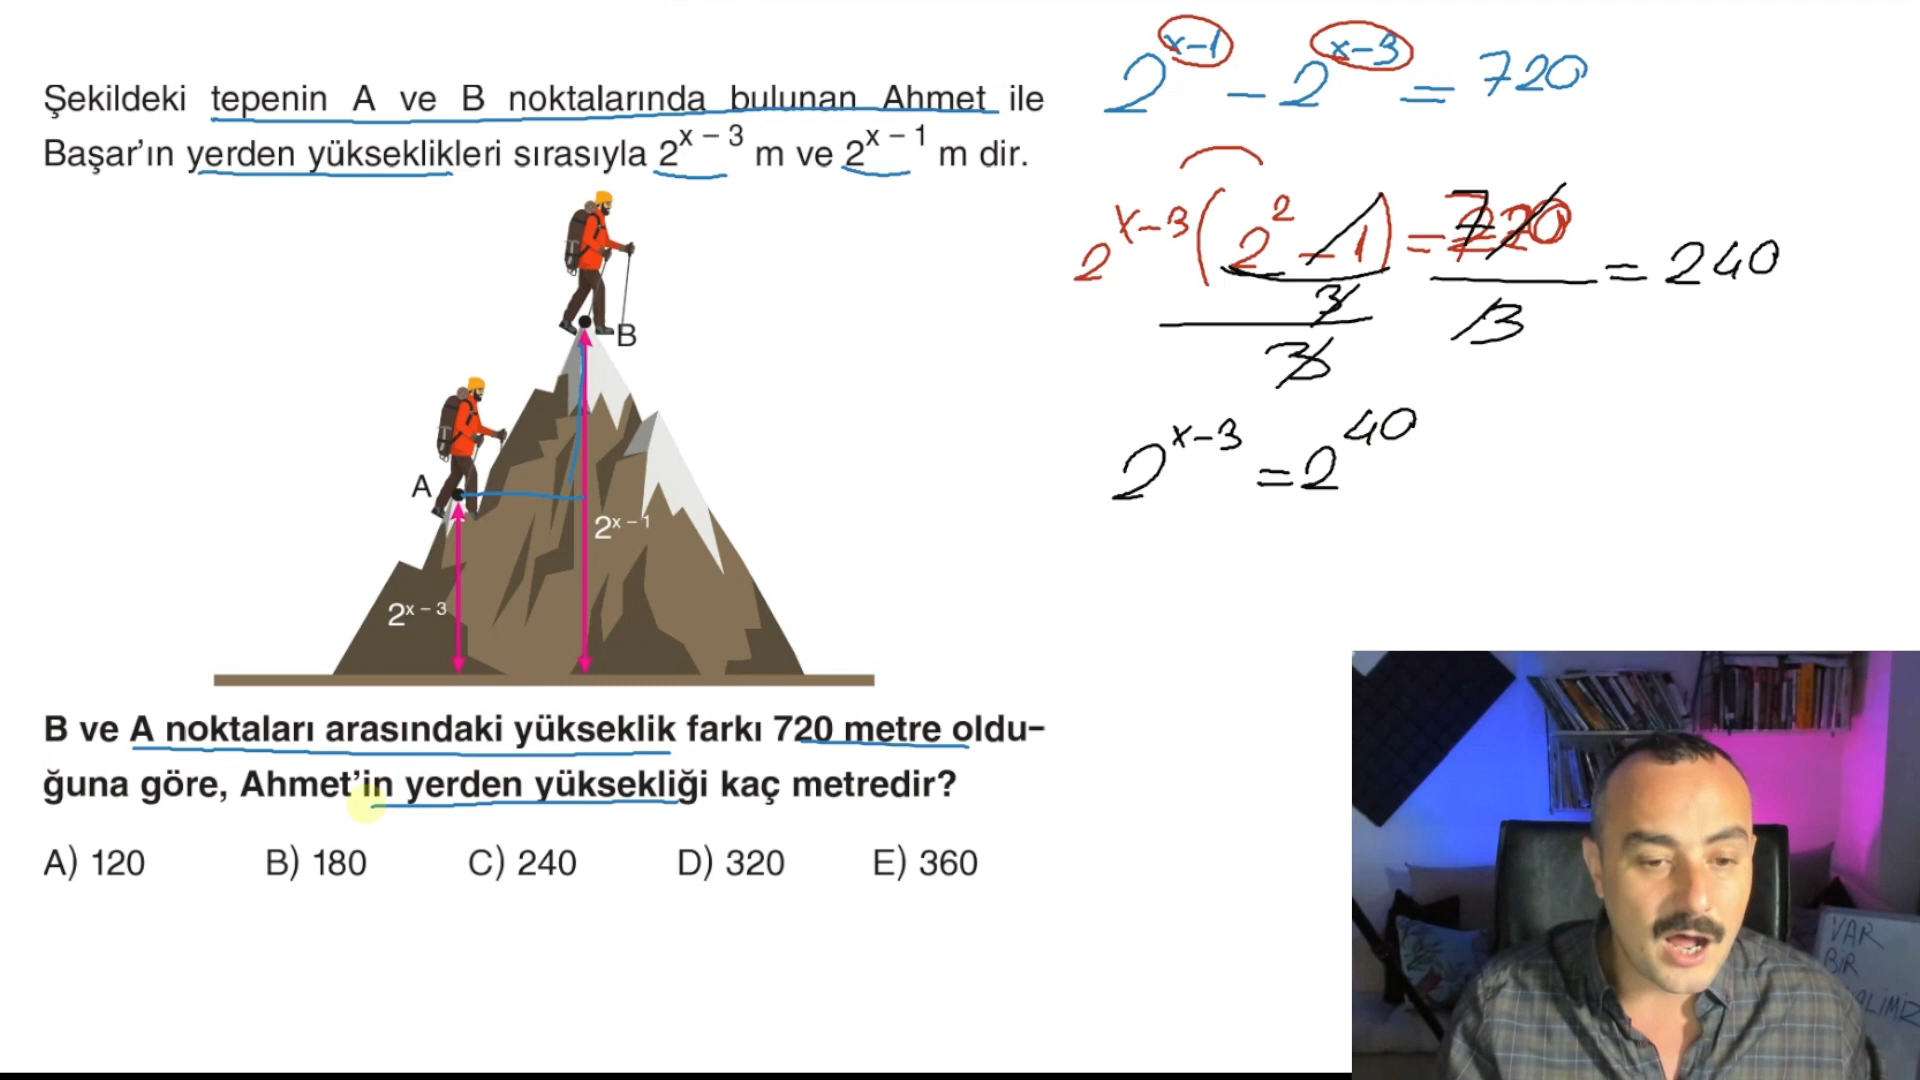 Şekildeki tepenin A ve B noktalarında bulunan Ahmet ile
Başar'ın yerden yükseklikleri sırasıyla 2^x – 3 m ve 2^x – 1 m dir.
B
A
2^x – 1
2^x – 3
B ve A noktaları arasındaki yükseklik farkı 720 metre oldu–
ğuna göre, Ahmet'in yerden yüksekliği kaç metredir?
A) 120 B) 180 C) 240 D) 320 E) 360
2^x–1 – 2^x–3 = 720
2^x–3 (2^2 – 1) = 720 = 240
3 3
3
2^x–3 = 2^40
VAR
BİR